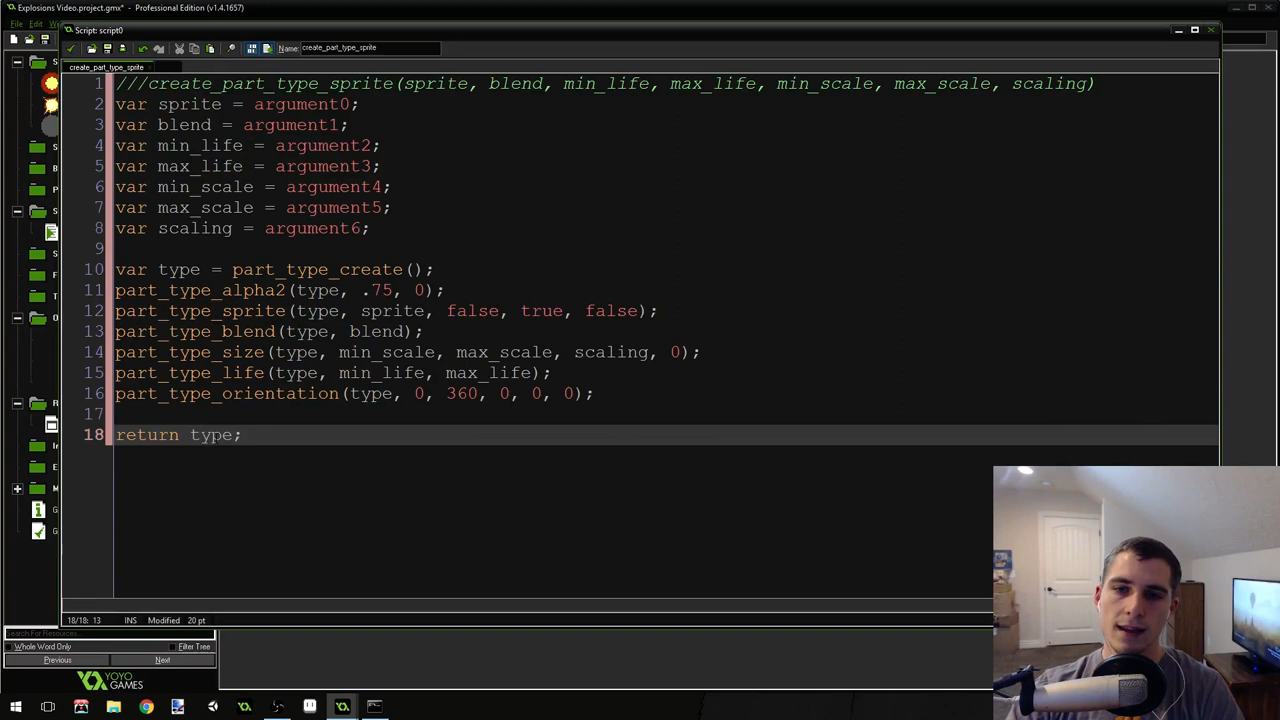 Explosions Video.project.gmx* - Professional Edition (v1.4.1657)
File Edit
Script: script0
Name: create_part_type_sprite
create_part_type_sprite
1 ///create_part_type_sprite(sprite, blend, min_life, max_life, min_scale, max_scale, scaling)
2 var sprite = argument0;
3 var blend = argument1;
4 var min_life = argument2;
5 var max_life = argument3;
6 var min_scale = argument4;
7 var max_scale = argument5;
8 var scaling = argument6;
9
10 var type = part_type_create();
11 part_type_alpha2(type, .75, 0);
12 part_type_sprite(type, sprite, false, true, false);
13 part_type_blend(type, blend);
14 part_type_size(type, min_scale, max_scale, scaling, 0);
15 part_type_life(type, min_life, max_life);
16 part_type_orientation(type, 0, 360, 0, 0, 0);
17
18 return type;
18/18: 13 INS Modified 20 pt
Search For Resources...
Whole Word Only Filter Tree
Previous Next
YOYO GAMES